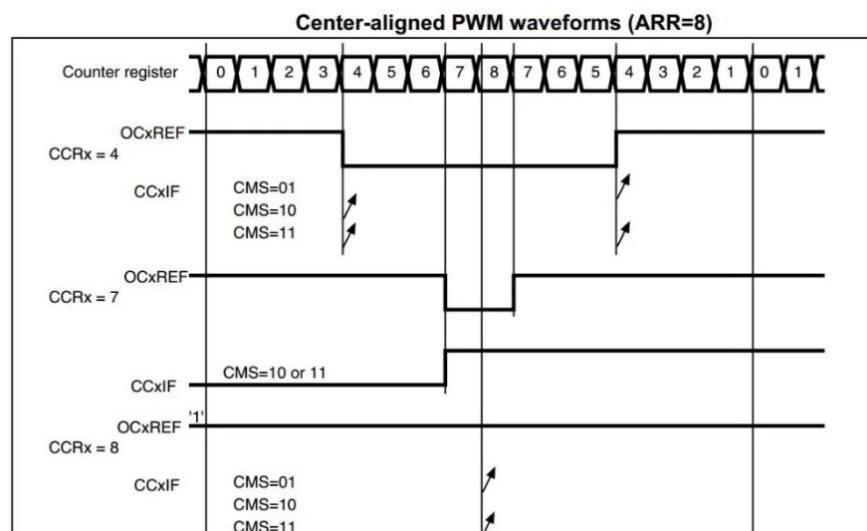 Center-aligned PWM waveforms (ARR=8)
Counter register 0 1 2 3 4 5 6 7 8 7 6 5 4 3 2 1 0 1
OCxREF
CCRx = 4
CCxIF CMS=01
CMS=10
CMS=11
OCxREF
CCRx = 7
CMS=10 or 11
CCxIF
'1'
OCxREF
CCRx = 8
CCxIF CMS=01
CMS=10
CMS=11